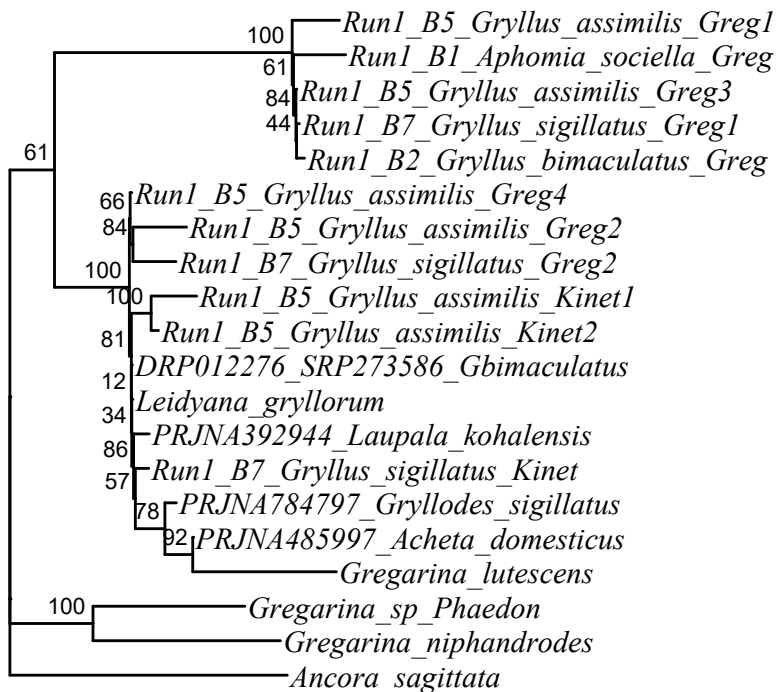 Run1_B5_Gryllus_assimilis_Greg1
100
Run1_B1_Aphomia_sociella_Greg
61
Run1_B5_Gryllus_assimilis_Greg3
84
Run1_B7_Gryllus_sigillatus_Greg1
44
Run1_B2_Gryllus_bimaculatus_Greg
61
Run1_B5_Gryllus_assimilis_Greg4
66
Run1_B5_Gryllus_assimilis_Greg2
84
Run1_B7_Gryllus_sigillatus_Greg2
100
Run1_B5_Gryllus_assimilis_Kinet1
100
Run1_B5_Gryllus_assimilis_Kinet2
81
DRP012276_SRP273586_Gbimaculatus
12
Leidyana_gryllorum
34
PRJNA392944_Laupala_kohalensis
86
Run1_B7_Gryllus_sigillatus_Kinet
57
PRJNA784797_Gryllodes_sigillatus
78
PRJNA485997_Acheta_domesticus
92
Gregarina_lutescens
Gregarina_sp_Phaedon
100
Gregarina_niphandrodes
Ancora_sagittata